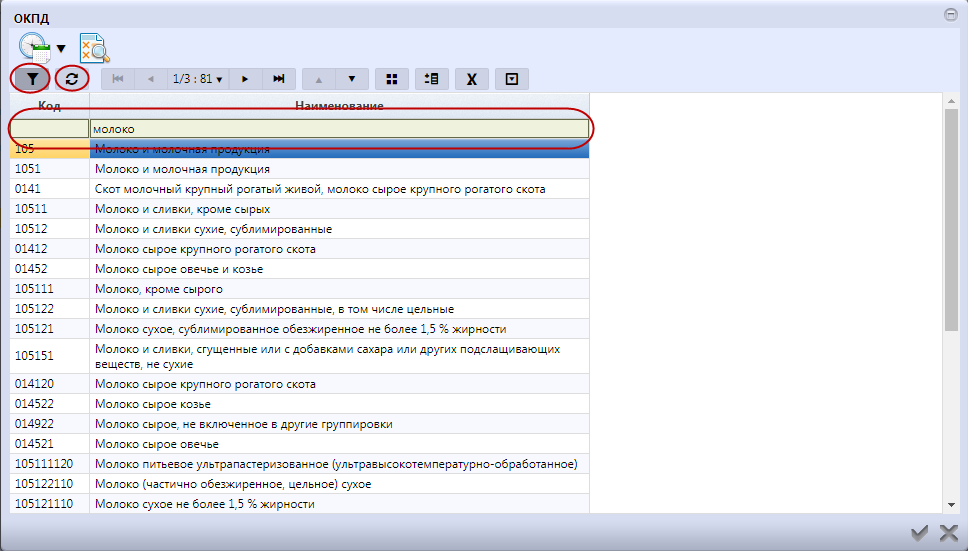 ОКПД
1/3 : 81
X
Код Наименование
молоко
105 Молоко и молочная продукция
1051 Молоко и молочная продукция
0141 Скот молочный крупный рогатый живой, молоко сырое крупного рогатого скота
10511 Молоко и сливки, кроме сырых
10512 Молоко и сливки сухие, сублимированные
01412 Молоко сырое крупного рогатого скота
01452 Молоко сырое овечье и козье
105111 Молоко, кроме сырого
105122 Молоко и сливки сухие, сублимированные, в том числе цельные
105121 Молоко сухое, сублимированное обезжиренное не более 1,5 % жирности
105151 Молоко и сливки, сгущенные или с добавками сахара или других подслащивающих
веществ, не сухие
014120 Молоко сырое крупного рогатого скота
014522 Молоко сырое козье
014922 Молоко сырое, не включенное в другие группировки
014521 Молоко сырое овечье
105111120 Молоко питьевое ультрапастеризованное (ультравысокотемпературно-обработанное)
105122110 Молоко (частично обезжиренное, цельное) сухое
105121110 Молоко сухое не более 1,5 % жирности